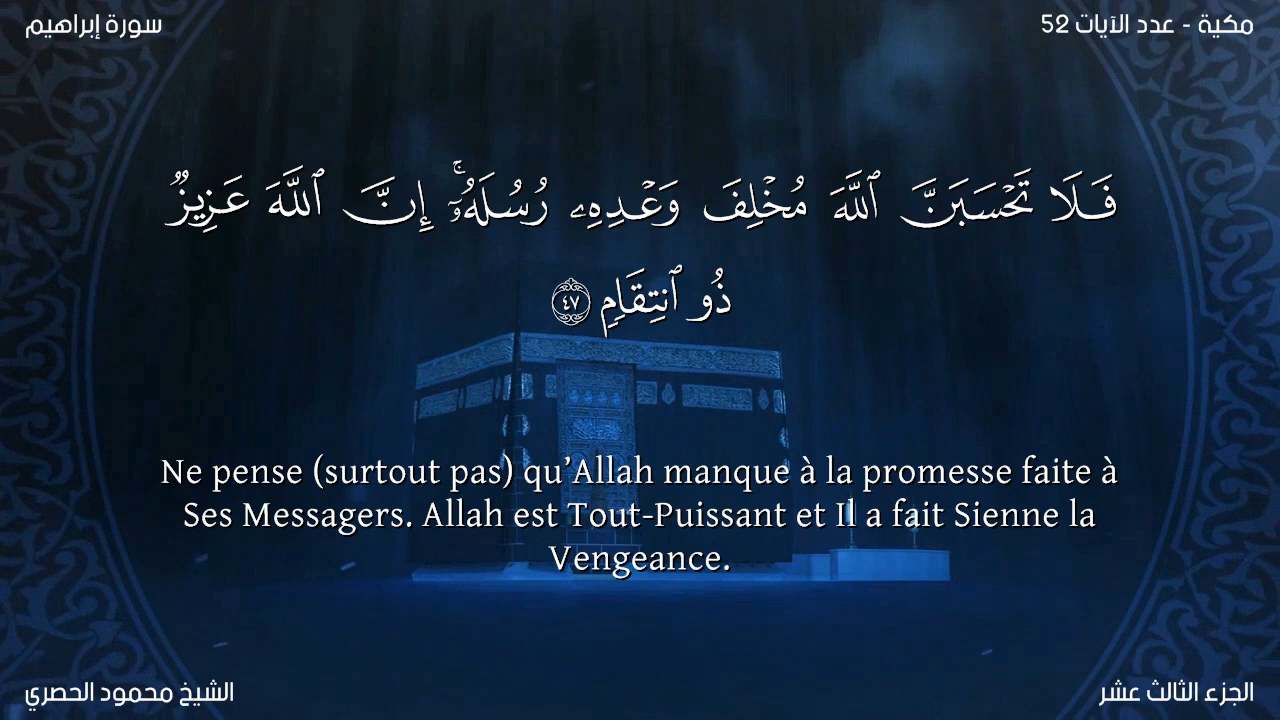 سورة إبراهيم
مكية - عدد الآيات 52
فَلَا تَحْسَبَنَّ ٱللَّهَ مُخْلِفَ وَعْدِهِۦ رُسُلَهُۥٓ ۗ إِنَّ ٱللَّهَ عَزِيزٌ
ذُو ٱنتِقَامٍ ٤٧
Ne pense (surtout pas) qu’Allah manque à la promesse faite à
Ses Messagers. Allah est Tout-Puissant et Il a fait Sienne la
Vengeance.
الشيخ محمود الحصري
الجزء الثالث عشر